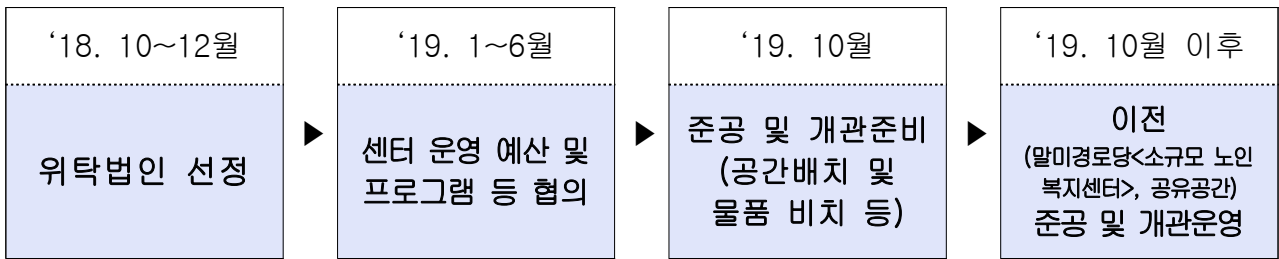 ‘18. 10~12월
위탁법인 선정
▶
‘19. 1~6월
센터 운영 예산 및
프로그램 등 협의
▶
‘19. 10월
준공 및 개관준비
(공간배치 및
물품 비치 등)
▶
‘19. 10월 이후
이전
(말미경로당<소규모 노인
복지센터>, 공유공간)
준공 및 개관운영